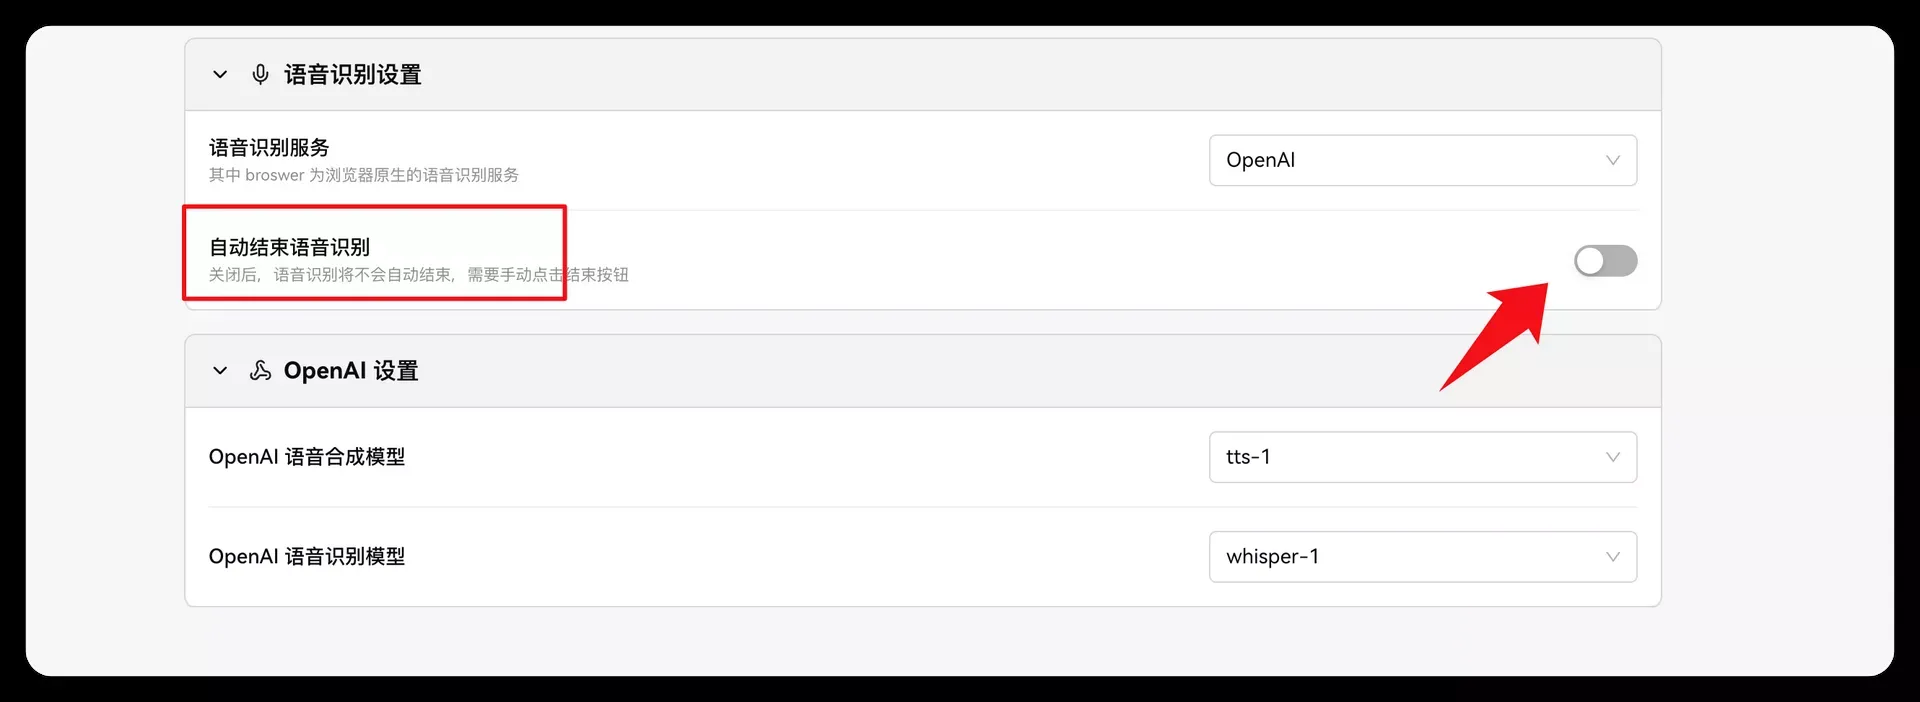 语音识别设置
语音识别服务
其中 broswer 为浏览器原生的语音识别服务
OpenAI
自动结束语音识别
关闭后，语音识别将不会自动结束，需要手动点击结束按钮
OpenAI 设置
OpenAI 语音合成模型
tts-1
OpenAI 语音识别模型
whisper-1